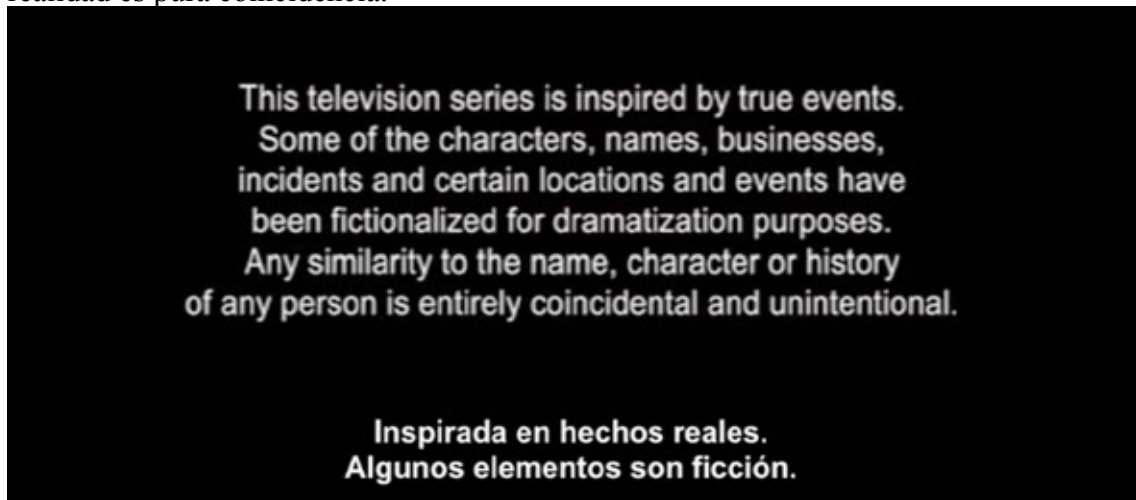 This television series is inspired by true events.
Some of the characters, names, businesses,
incidents and certain locations and events have
been fictionalized for dramatization purposes.
Any similarity to the name, character or history
of any person is entirely coincidental and unintentional.
Inspirada en hechos reales.
Algunos elementos son ficción.